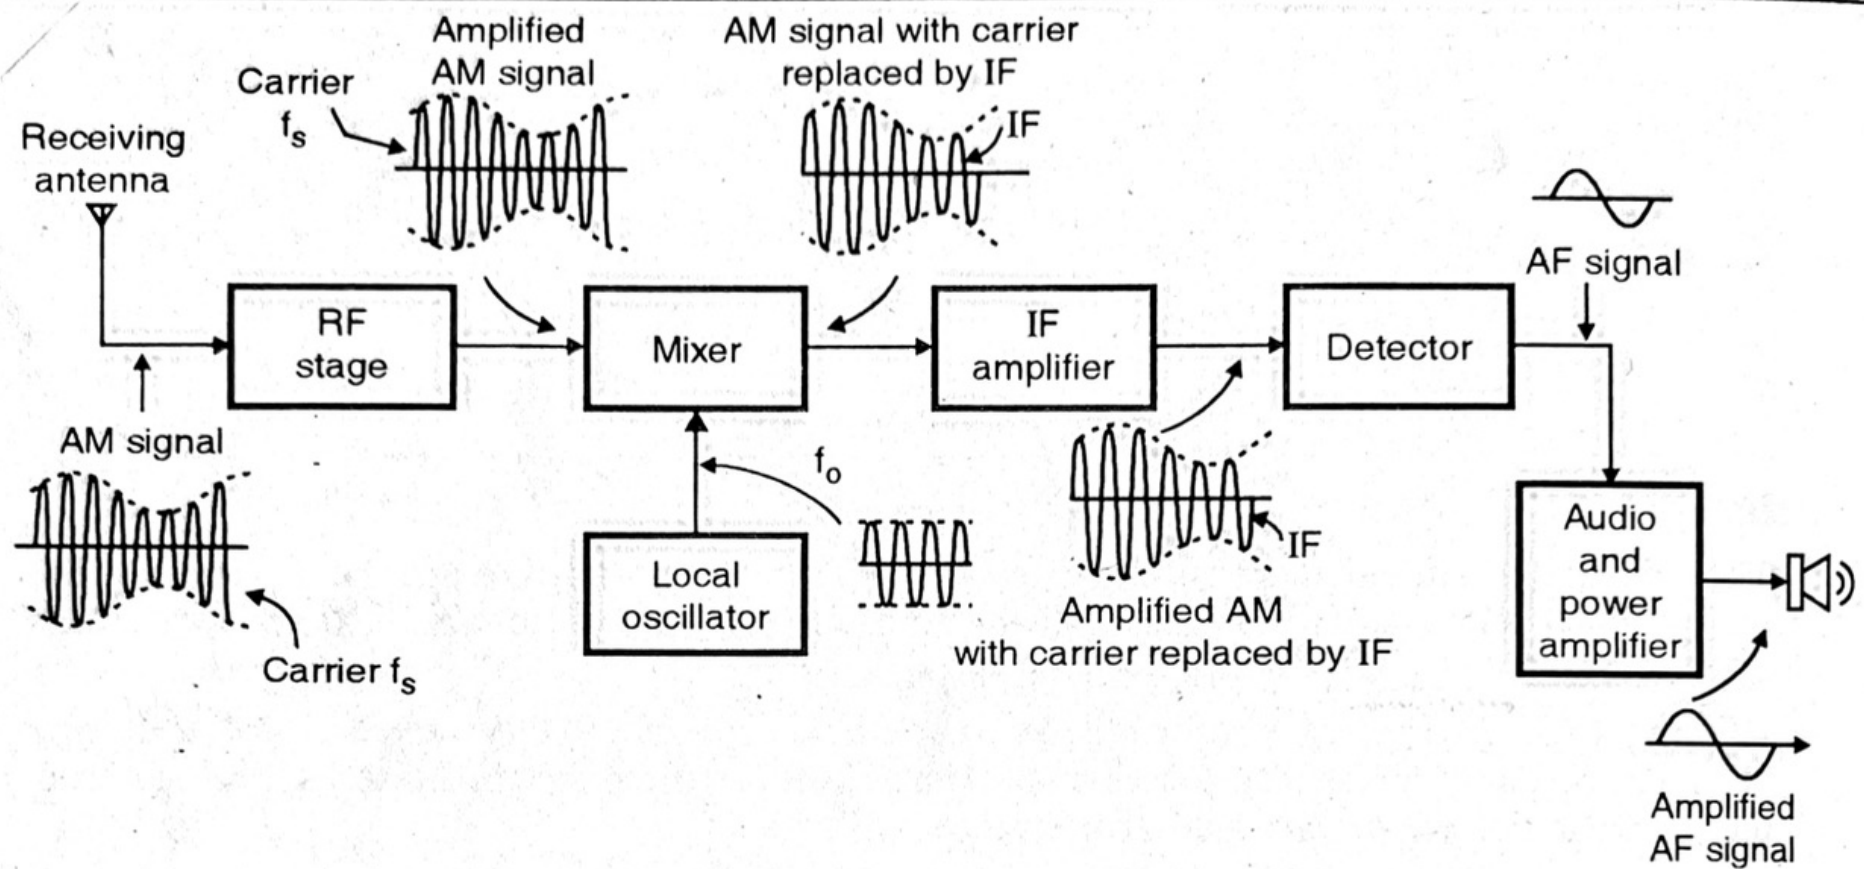 Amplified
AM signal
AM signal with carrier
replaced by IF
Carrier
fs
IF
Receiving
antenna
AF signal
RF
stage
Mixer
IF
amplifier
Detector
AM signal
fo
Local
oscillator
IF
Audio
and
power
amplifier
Amplified AM
with carrier replaced by IF
Carrier fs
Amplified
AF signal